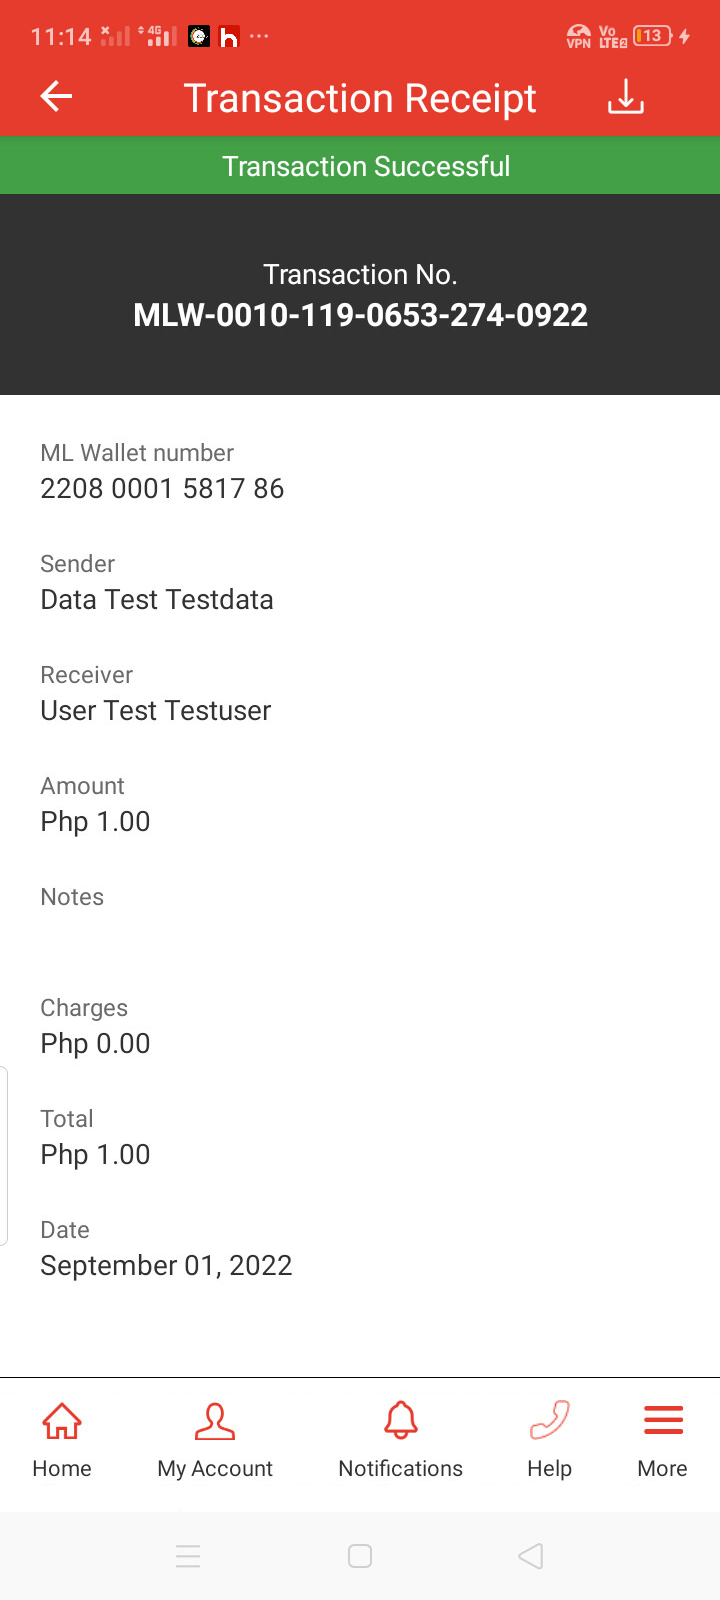 11:14 4G h ... VPN Vo LTE2 13
Transaction Receipt
Transaction Successful
Transaction No.
MLW-0010-119-0653-274-0922
ML Wallet number
2208 0001 5817 86
Sender
Data Test Testdata
Receiver
User Test Testuser
Amount
Php 1.00
Notes
Charges
Php 0.00
Total
Php 1.00
Date
September 01, 2022
Home My Account Notifications Help More